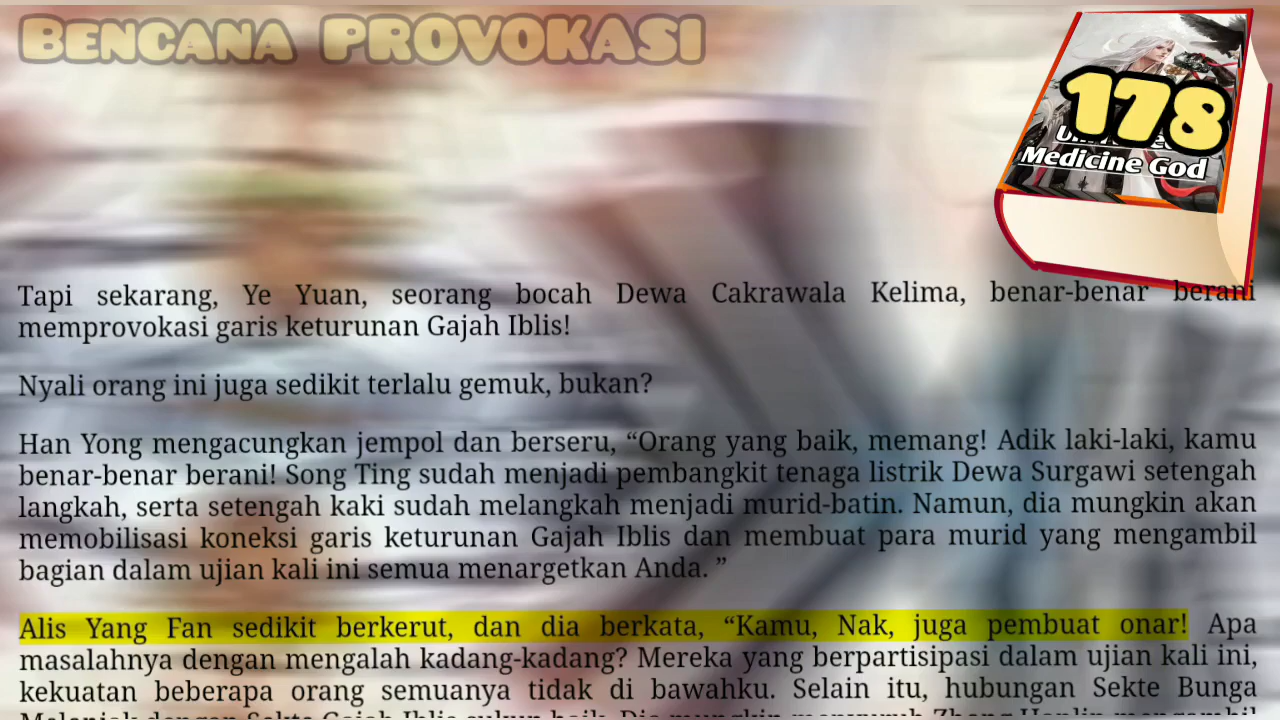 Bencana PROVOKASI
178
Medicine God
Tapi sekarang, Ye Yuan, seorang bocah Dewa Cakrawala Kelima, benar-benar berani
memprovokasi garis keturunan Gajah Iblis!
Nyali orang ini juga sedikit terlalu gemuk, bukan?
Han Yong mengacungkan jempol dan berseru, “Orang yang baik, memang! Adik laki-laki, kamu
benar-benar berani! Song Ting sudah menjadi pembangkit tenaga listrik Dewa Surgawi setengah
langkah, serta setengah kaki sudah melangkah menjadi murid-batin. Namun, dia mungkin akan
memobilisasi koneksi garis keturunan Gajah Iblis dan membuat para murid yang mengambil
bagian dalam ujian kali ini semua menargetkan Anda. ”
Alis Yang Fan sedikit berkerut, dan dia berkata, “Kamu, Nak, juga pembuat onar! Apa
masalahnya dengan mengalah kadang-kadang? Mereka yang berpartisipasi dalam ujian kali ini,
kekuatan beberapa orang semuanya tidak di bawahku. Selain itu, hubungan Sekte Bunga